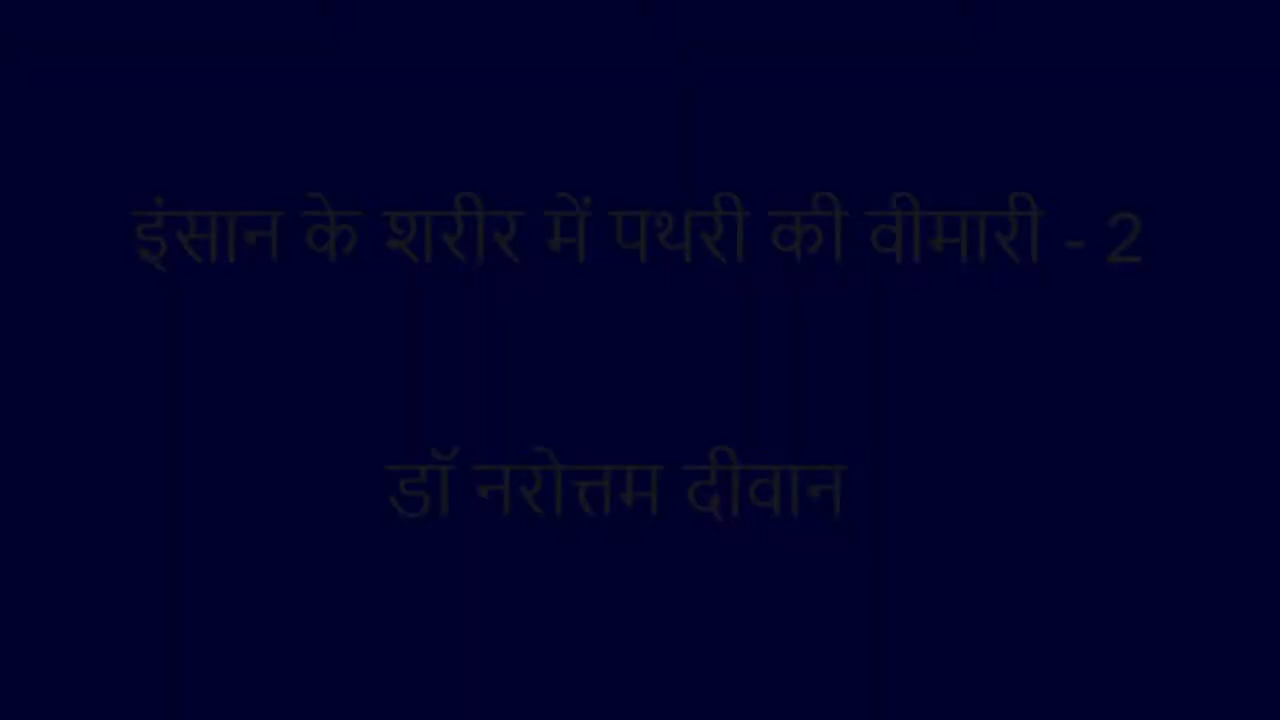 इंसान के शरीर में पथरी की वीमारी - 2
डॉ नरोत्तम दीवान